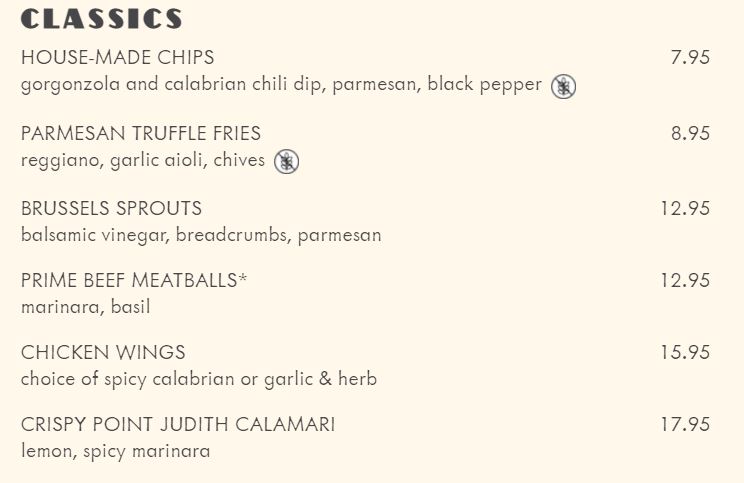 CLASSICS
HOUSE-MADE CHIPS 7.95
gorgonzola and calabrian chili dip, parmesan, black pepper
PARMESAN TRUFFLE FRIES 8.95
reggiano, garlic aioli, chives
BRUSSELS SPROUTS 12.95
balsamic vinegar, breadcrumbs, parmesan
PRIME BEEF MEATBALLS* 12.95
marinara, basil
CHICKEN WINGS 15.95
choice of spicy calabrian or garlic & herb
CRISPY POINT JUDITH CALAMARI 17.95
lemon, spicy marinara